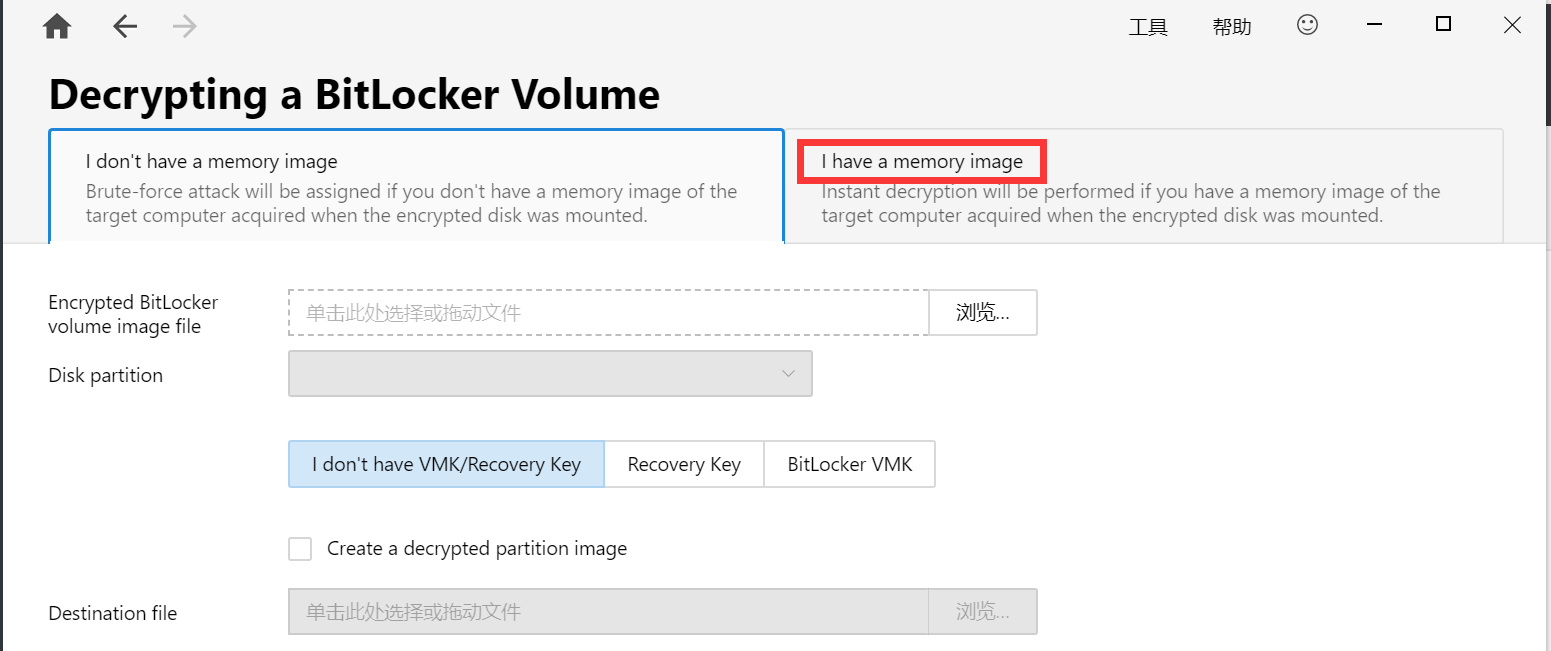 工具 帮助
Decrypting a BitLocker Volume
I don't have a memory image
Brute-force attack will be assigned if you don't have a memory image of the
target computer acquired when the encrypted disk was mounted.
I have a memory image
Instant decryption will be performed if you have a memory image of the
target computer acquired when the encrypted disk was mounted.
Encrypted BitLocker
volume image file
单击此处选择或拖动文件 浏览...
Disk partition
I don't have VMK/Recovery Key Recovery Key BitLocker VMK
Create a decrypted partition image
Destination file 单击此处选择或拖动文件 浏览...